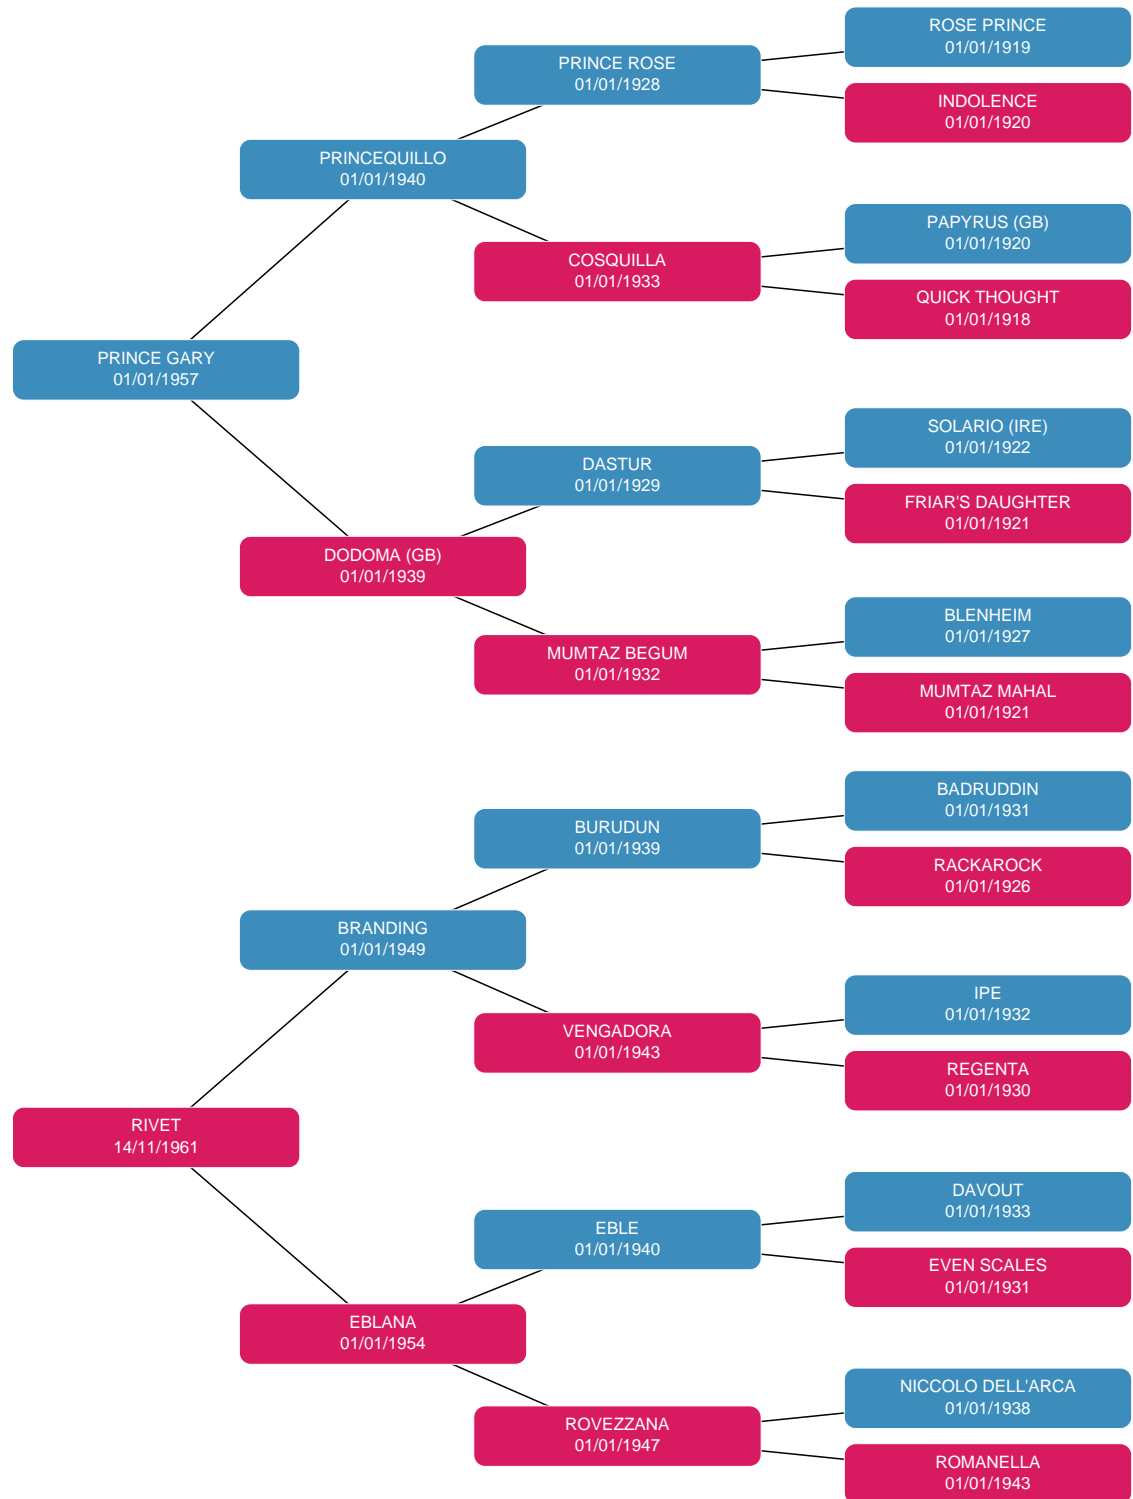 ROSE PRINCE
01/01/1919
PRINCE ROSE
01/01/1928
INDOLENCE
01/01/1920
PRINCEQUILLO
01/01/1940
PAPYRUS (GB)
01/01/1920
COSQUILLA
01/01/1933
QUICK THOUGHT
01/01/1918
PRINCE GARY
01/01/1957
SOLARIO (IRE)
01/01/1922
DASTUR
01/01/1929
FRIAR'S DAUGHTER
01/01/1921
DODOMA (GB)
01/01/1939
BLENHEIM
01/01/1927
MUMTAZ BEGUM
01/01/1932
MUMTAZ MAHAL
01/01/1921
BADRUDDIN
01/01/1931
BURUDUN
01/01/1939
RACKAROCK
01/01/1926
BRANDING
01/01/1949
IPE
01/01/1932
VENGADORA
01/01/1943
REGENTA
01/01/1930
RIVET
14/11/1961
DAVOUT
01/01/1933
EBLE
01/01/1940
EVEN SCALES
01/01/1931
EBLANA
01/01/1954
NICCOLO DELL'ARCA
01/01/1938
ROVEZZANA
01/01/1947
ROMANELLA
01/01/1943